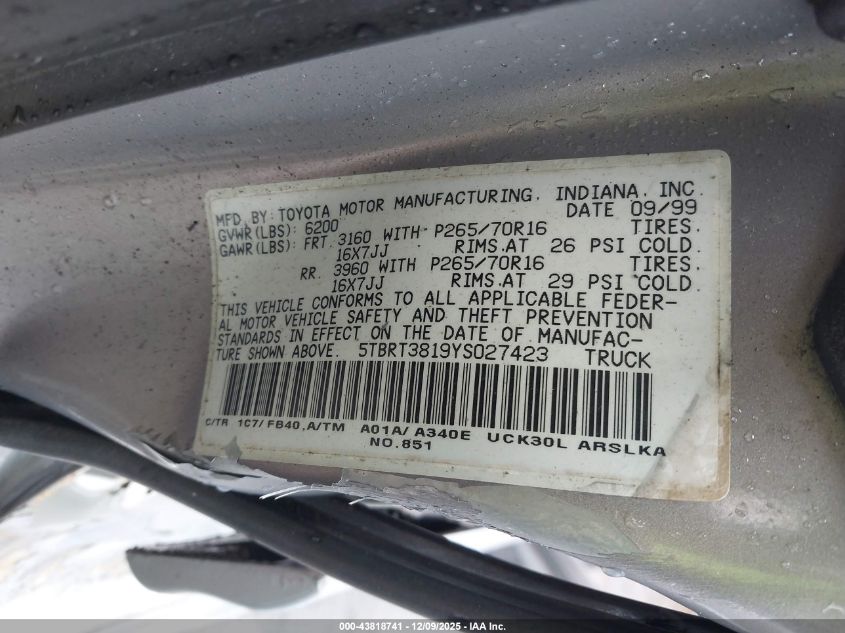 MFD. BY: TOYOTA MOTOR MANUFACTURING, INDIANA, INC.
GVWR(LBS): 6200 DATE 09/99
GAWR(LBS): FRT. 3160 WITH P265/70R16 TIRES.
16X7JJ RIMS.AT 26 PSI COLD.
RR. 3960 WITH P265/70R16 TIRES.
16X7JJ RIMS.AT 29 PSI COLD.
THIS VEHICLE CONFORMS TO ALL APPLICABLE FEDER-
AL MOTOR VEHICLE SAFETY AND THEFT PREVENTION
STANDARDS IN EFFECT ON THE DATE OF MANUFAC-
TURE SHOWN ABOVE. 5TBRT3819YS027423 TRUCK
C/TR 1C7/FB40,A/TM A01A/A340E UCK30L ARSLKA
NO.851
000-43818741 - 12/09/2025 - IAA Inc.